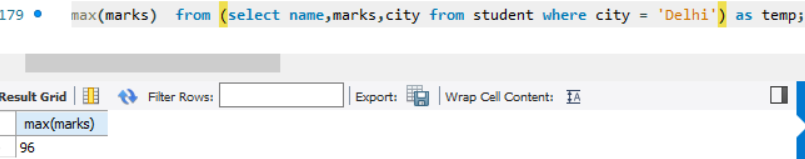 179 max(marks)  from (select name,marks,city from student where city = 'Delhi') as temp;
Result Grid Filter Rows: Export: Wrap Cell Content: IA
max(marks)
96